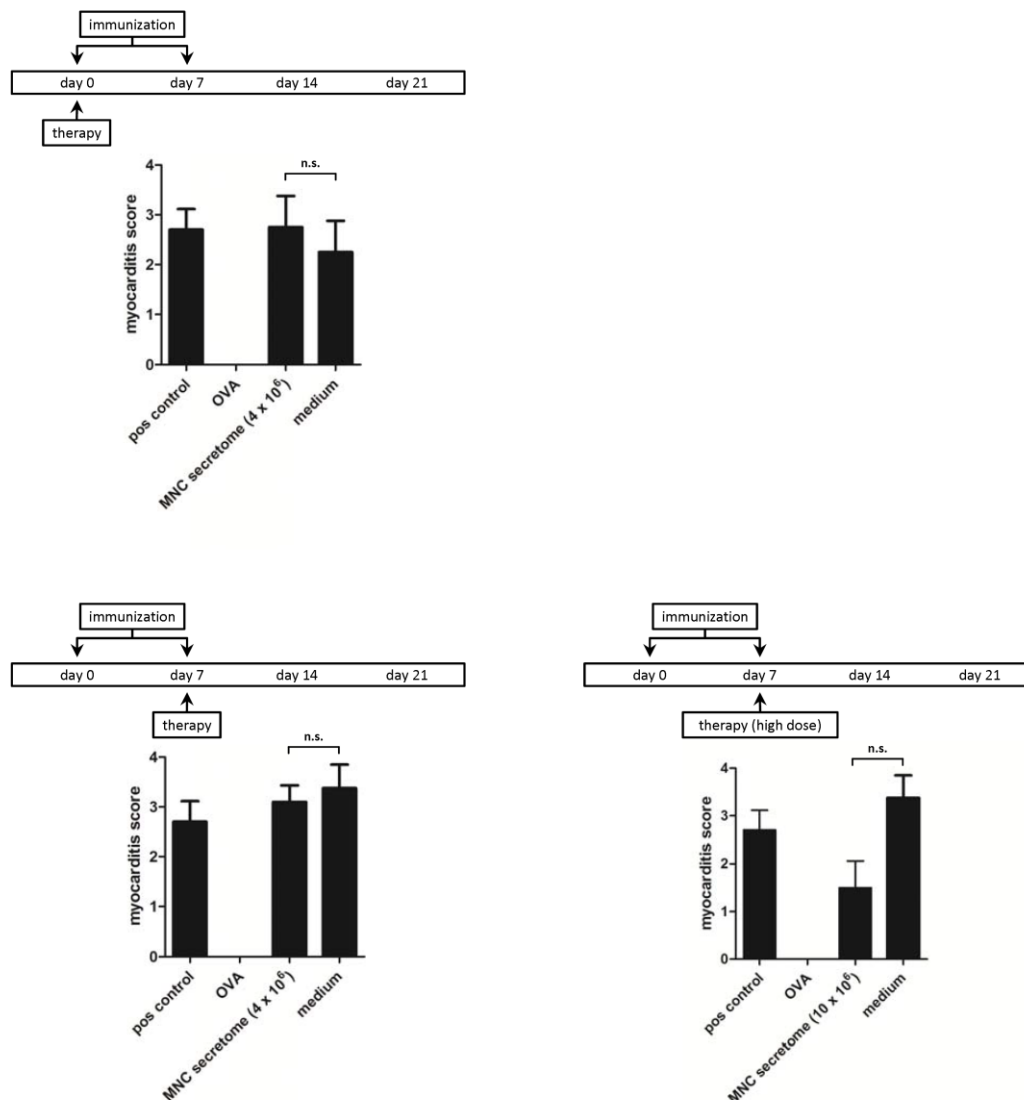 immunization
day 0 day 7 day 14 day 21
therapy
n.s.
myocarditis score
4
3
2
1
0
pos control
OVA
MNC secretome (4 x 10⁶)
medium
immunization
day 0 day 7 day 14 day 21
therapy
n.s.
myocarditis score
4
3
2
1
0
pos control
OVA
MNC secretome (4 x 10⁶)
medium
immunization
day 0 day 7 day 14 day 21
therapy (high dose)
n.s.
myocarditis score
4
3
2
1
0
pos control
OVA
MNC secretome (10 x 10⁶)
medium